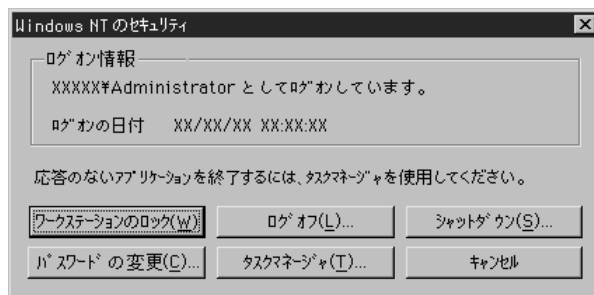 Windows NT のｾｷｭﾘﾃｨ
ﾛｸﾞｵﾝ情報
XXXXX¥Administrator としてﾛｸﾞｵﾝしています。
ﾛｸﾞｵﾝの日付 XX/XX/XX XX:XX:XX
応答のないｱﾌﾟﾘｹｰｼｮﾝを終了するには、ﾀｽｸﾏﾈｰｼﾞｬを使用してください。
ﾜｰｸｽﾃｰｼｮﾝのﾛｯｸ(W) ﾛｸﾞｵﾌ(L)... ｼｬｯﾄﾀﾞｳﾝ(S)...
ﾊﾟｽﾜｰﾄﾞの変更(C)... ﾀｽｸﾏﾈｰｼﾞｬ(T)... ｷｬﾝｾﾙ